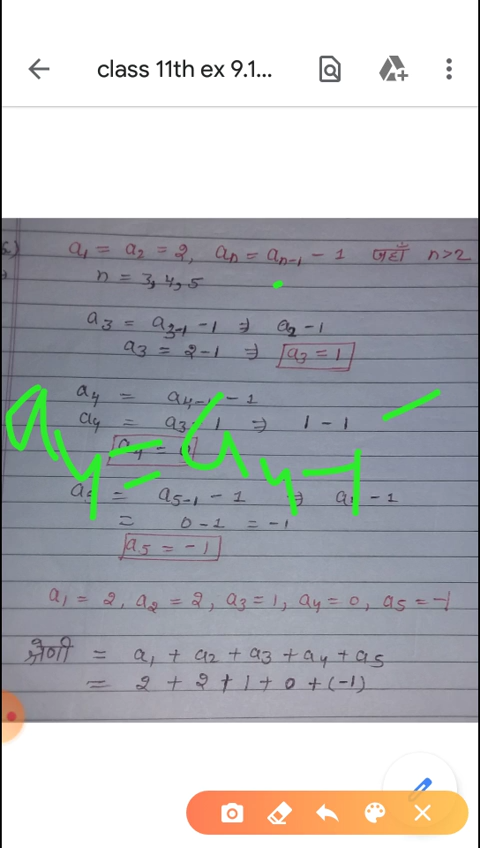 class 11th ex 9.1...
a₁ = a₂ = 2, aₙ = aₙ₋₁ - 1 जहाँ n>2
n = 3, 4, 5
a₃ = a₃₋₁ - 1 ⇒ a₂ - 1
a₃ = 2-1 ⇒ a₃ = 1
a₄ = a₄₋₁ - 1
a₄ = a₃ - 1 ⇒ 1 - 1
a₄ = 0
a₄ = a₄-1
= a₅₋₁ - 1 ⇒ - 1
= 0-1 = -1
a₅ = -1
a₁ = 2, a₂ = 2, a₃ = 1, a₄ = 0, a₅ = -1
श्रेणी = a₁ + a₂ + a₃ + a₄ + a₅
= 2 + 2 + 1 + 0 + (-1)